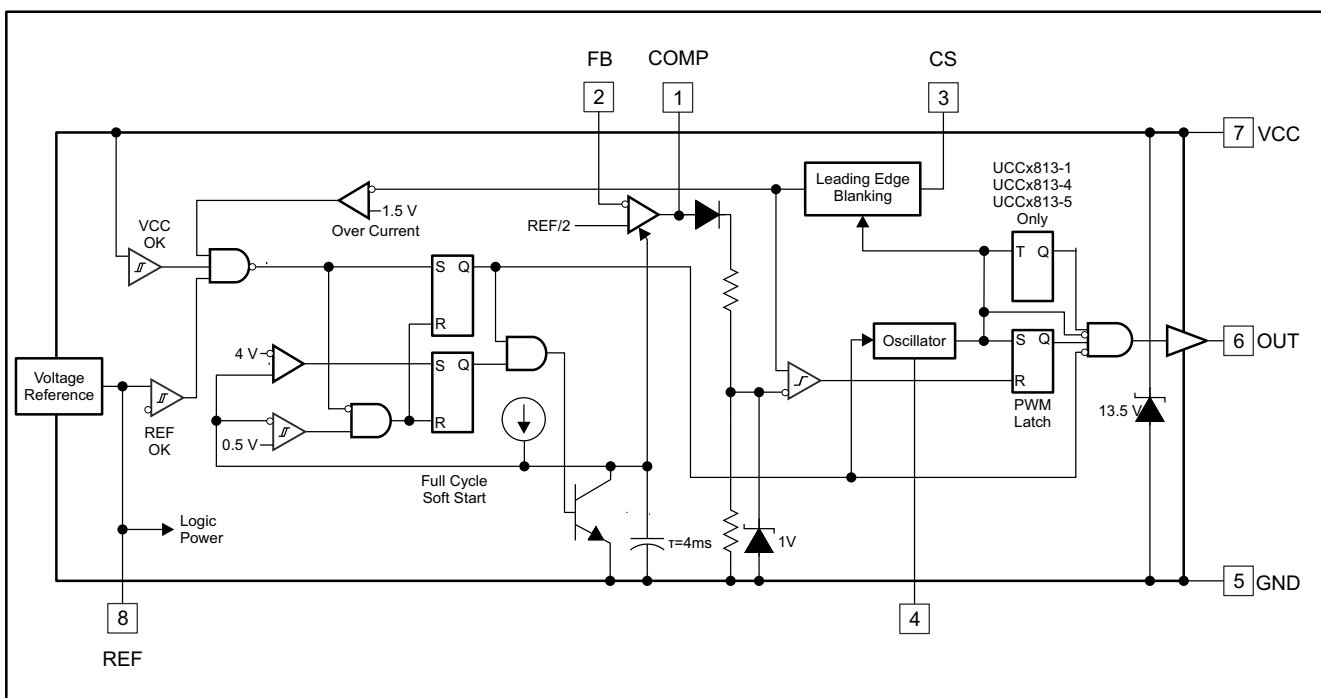 FB
COMP
CS
2
1
3
7
VCC
UCCx813-1
UCCx813-4
UCCx813-5
Only
Leading Edge
Blanking
1.5 V
Over Current
REF/2
VCC
OK
S Q
R
T Q
4 V
S Q
R
Oscillator
S Q
R
6
OUT
Voltage
Reference
REF
OK
0.5 V
PWM
Latch
13.5 V
Full Cycle
Soft Start
Logic
Power
τ=4ms
1V
5
GND
8
4
REF